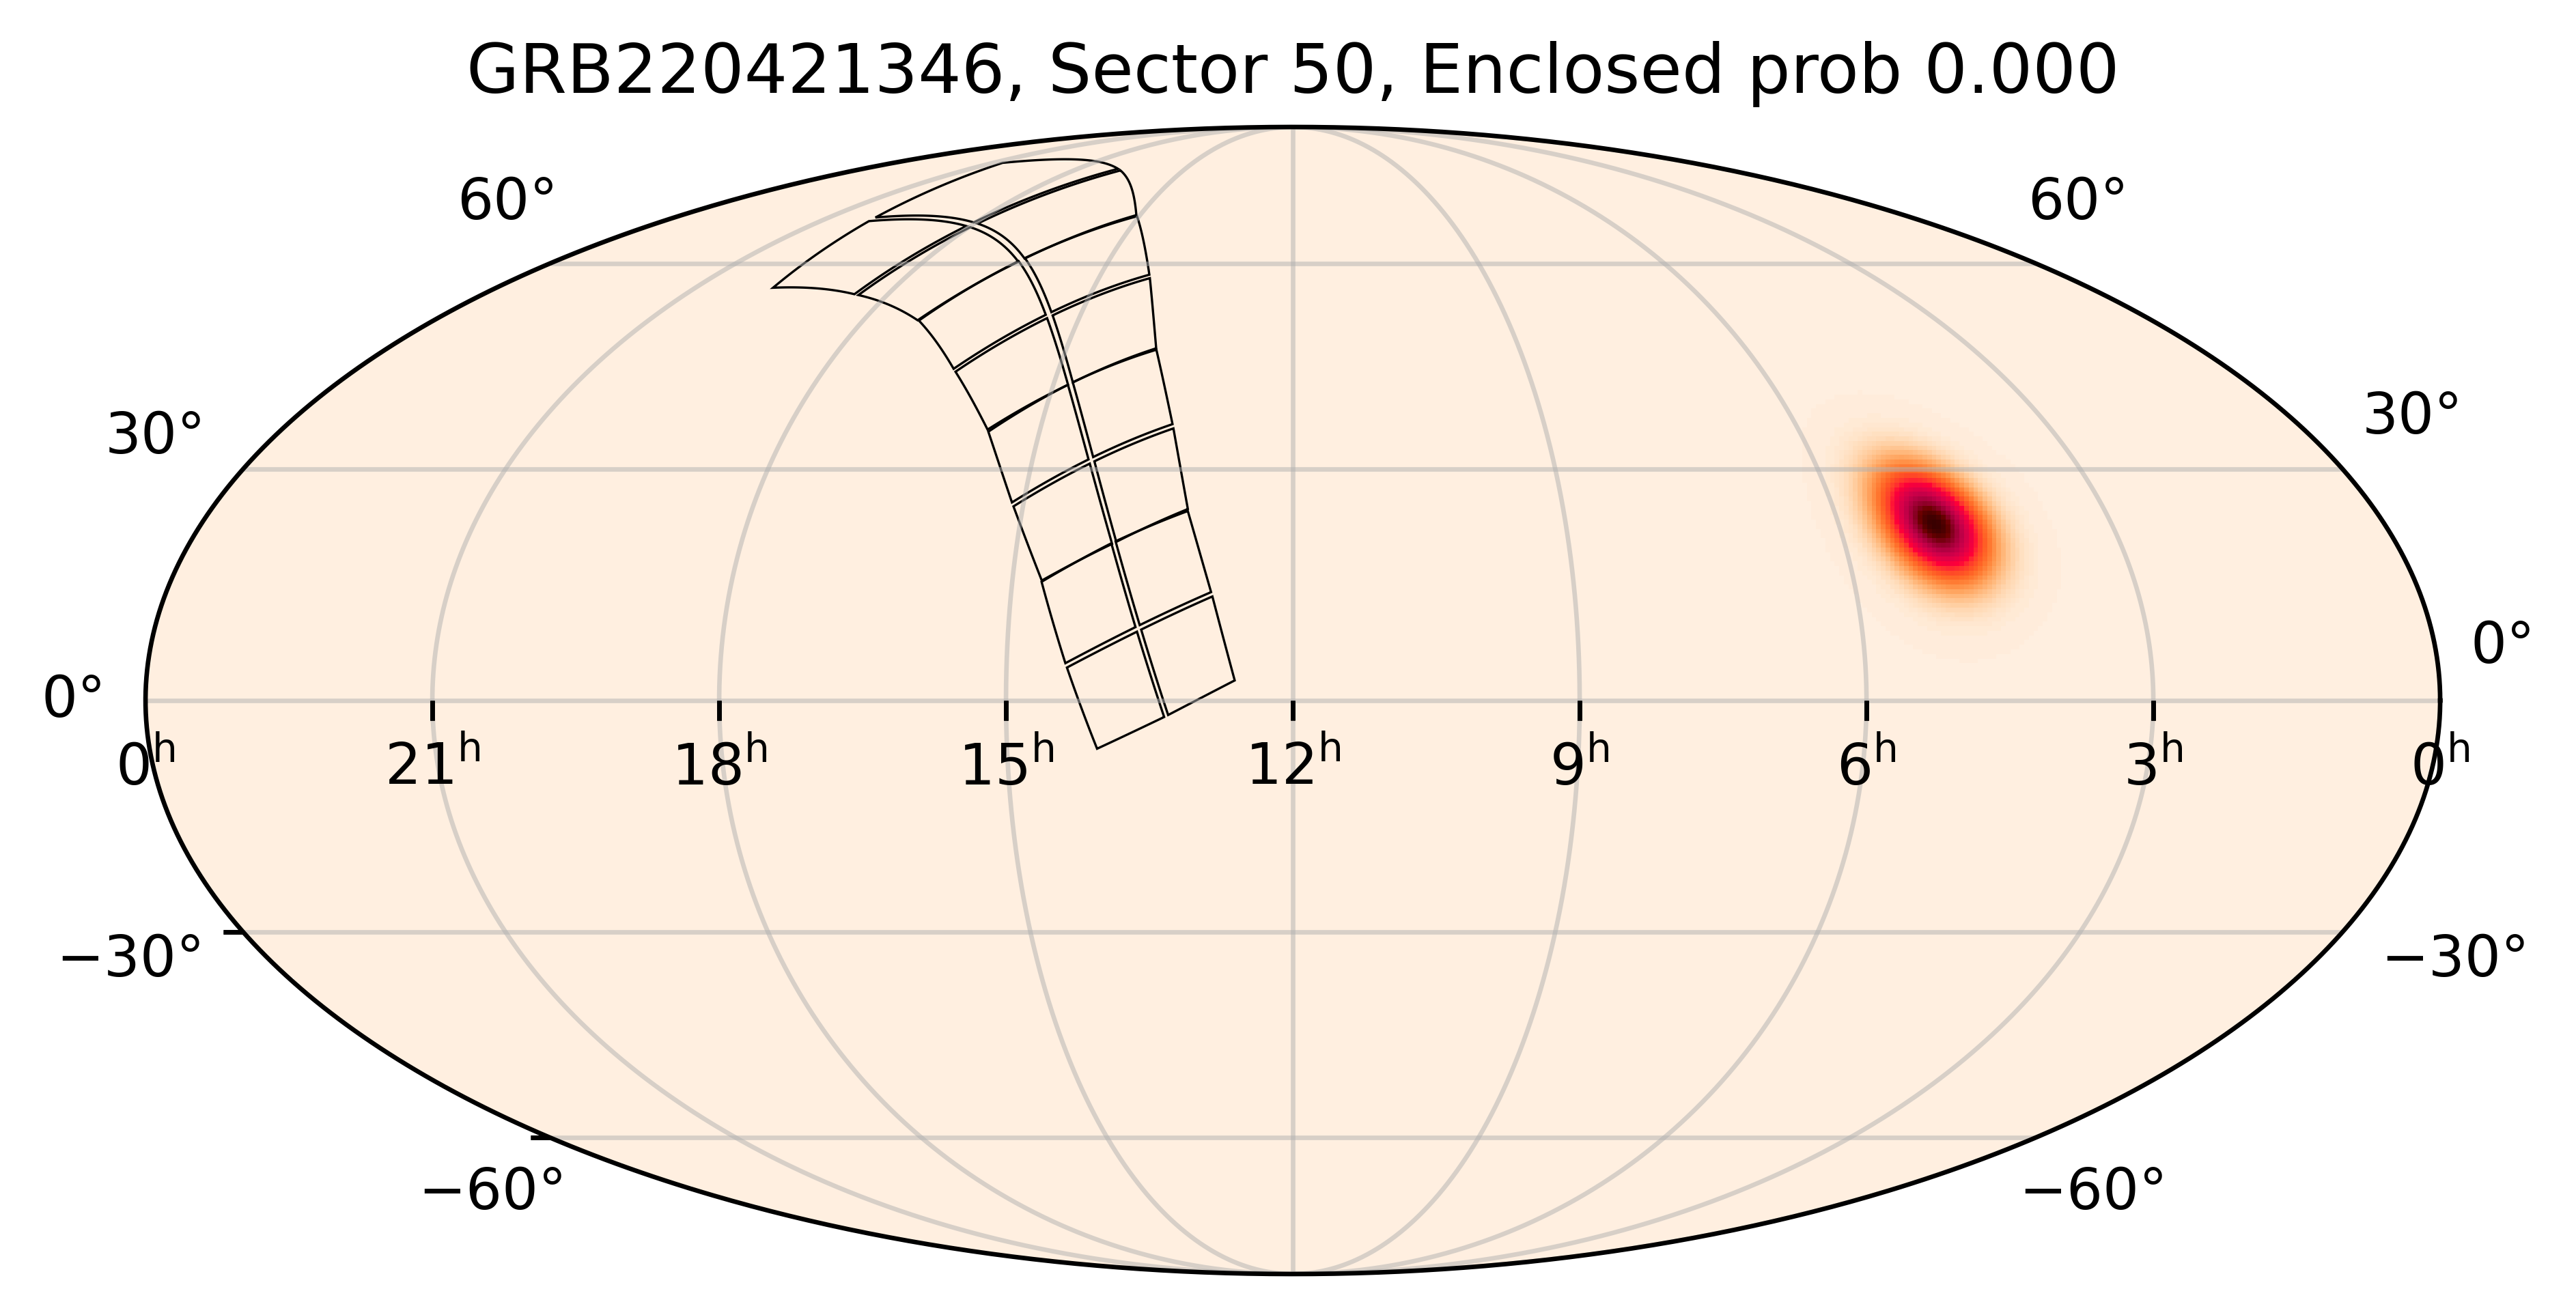 GRB220421346, Sector 50, Enclosed prob 0.000
60° 60°
30° 30°
0° 0°
0ʰ 21ʰ 18ʰ 15ʰ 12ʰ 9ʰ 6ʰ 3ʰ 0ʰ
−30° −30°
−60° −60°